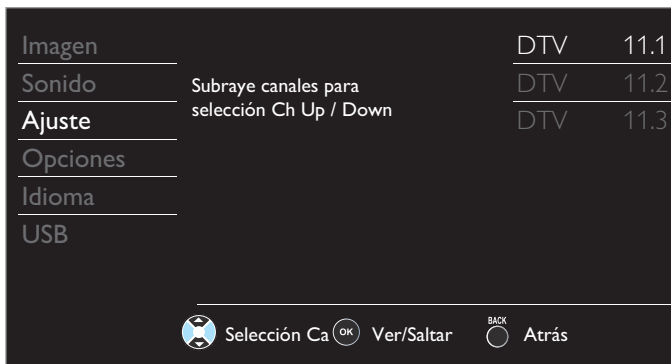 Imagen
Sonido
Ajuste
Opciones
Idioma
USB
Subraye canales para
selección Ch Up / Down
DTV 11.1
DTV 11.2
DTV 11.3
Selección Ca OK Ver/Saltar BACK Atrás